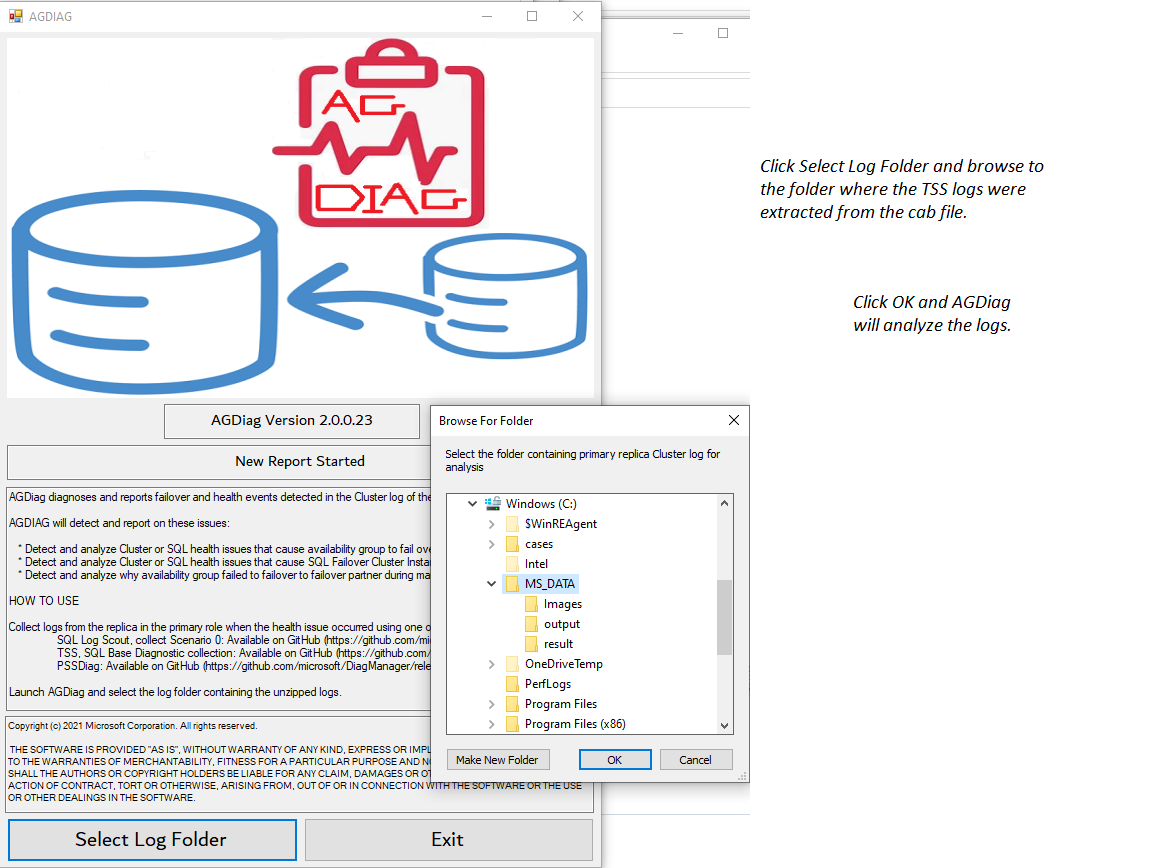 AGDIAG
AG
DIAG
Click Select Log Folder and browse to
the folder where the TSS logs were
extracted from the cab file.
Click OK and AGDiag
will analyze the logs.
AGDiag Version 2.0.0.23
New Report Started
AGDiag diagnoses and reports failover and health events detected in the Cluster log of the
AGDIAG will detect and report on these issues:
* Detect and analyze Cluster or SQL health issues that cause availability group to fail ove
* Detect and analyze Cluster or SQL health issues that cause SQL Failover Cluster Insta
* Detect and analyze why availability group failed to failover to failover partner during ma
HOW TO USE
Collect logs from the replica in the primary role when the health issue occurred using one o
SQL Log Scout, collect Scenario 0: Available on GitHub (https://github.com/mi
TSS, SQL Base Diagnostic collection: Available on GitHub (https://github.com/
PSSDiag: Available on GitHub (https://github.com/microsoft/DiagManager/rele
Launch AGDiag and select the log folder containing the unzipped logs.
Copyright (c) 2021 Microsoft Corporation. All rights reserved.
THE SOFTWARE IS PROVIDED "AS IS", WITHOUT WARRANTY OF ANY KIND, EXPRESS OR IMPL
TO THE WARRANTIES OF MERCHANTABILITY, FITNESS FOR A PARTICULAR PURPOSE AND NO
SHALL THE AUTHORS OR COPYRIGHT HOLDERS BE LIABLE FOR ANY CLAIM, DAMAGES OR OT
ACTION OF CONTRACT, TORT OR OTHERWISE, ARISING FROM, OUT OF OR IN CONNECTION WITH THE SOFTWARE OR THE USE
OR OTHER DEALINGS IN THE SOFTWARE.
Select Log Folder
Exit
Browse For Folder
Select the folder containing primary replica Cluster log for
analysis
Windows (C:)
$WinREAgent
cases
Intel
MS_DATA
Images
output
result
OneDriveTemp
PerfLogs
Program Files
Program Files (x86)
Make New Folder
OK
Cancel